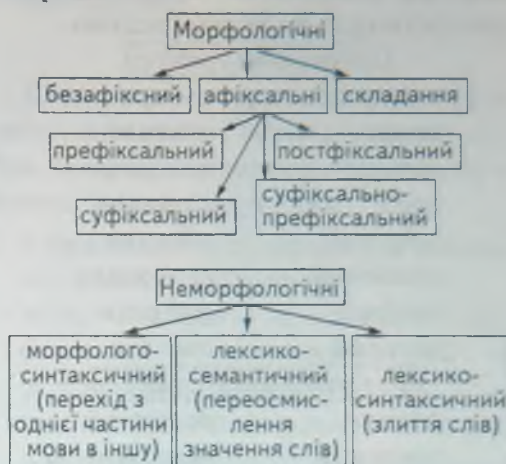 Морфологічні
безафіксний афіксальні складання
префіксальний постфіксальний
суфіксальний
суфіксально-
префіксальний
Неморфологічні
морфолого-
синтаксичний
(перехід з
однієї частини
мови в іншу)
лексико-
семантичний
(переосмис-
лення
значення слів)
лексико-
синтаксичний
(злиття слів)